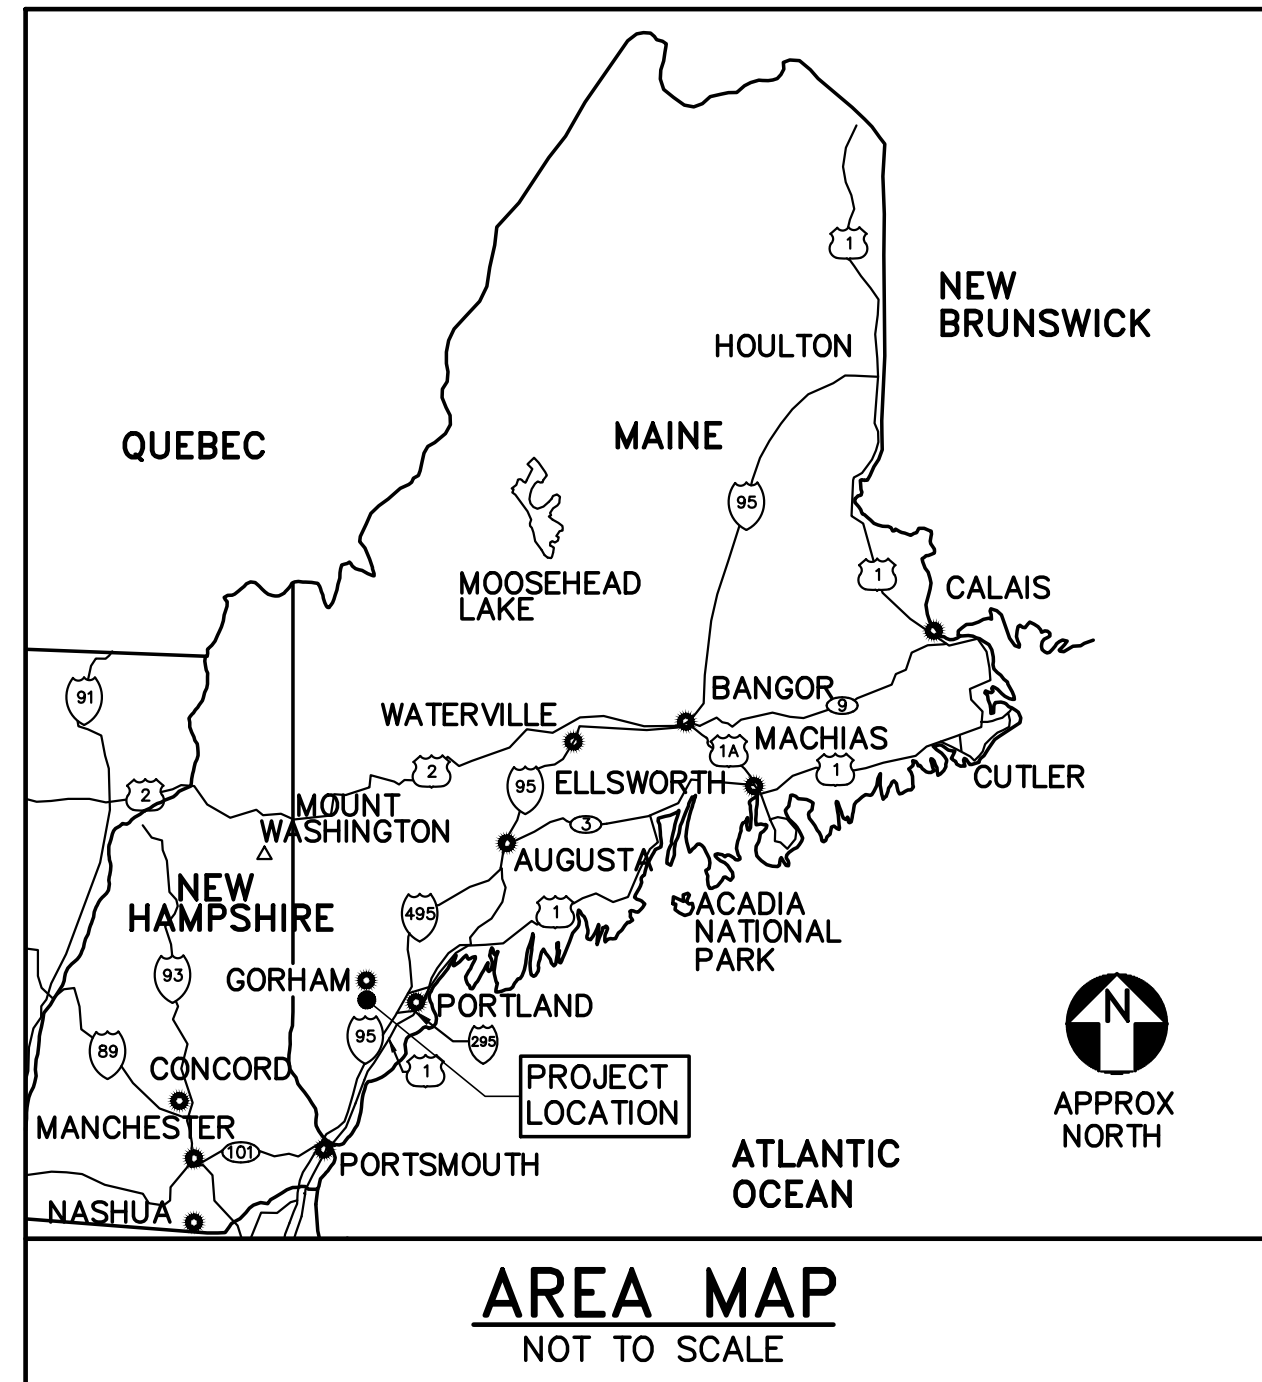 1
NEW
BRUNSWICK
HOULTON
MAINE
QUEBEC
95
MOOSEHEAD
LAKE
1
CALAIS
91
BANGOR
9
WATERVILLE
1A
MACHIAS
2
1
2
95
ELLSWORTH
CUTLER
MOUNT
WASHINGTON
3
AUGUSTA
NEW
HAMPSHIRE
495
1
ACADIA
NATIONAL
PARK
93
GORHAM
PORTLAND
N
95
295
89
1
CONCORD
PROJECT
LOCATION
APPROX
NORTH
MANCHESTER
101
PORTSMOUTH
ATLANTIC
OCEAN
NASHUA
AREA MAP
NOT TO SCALE